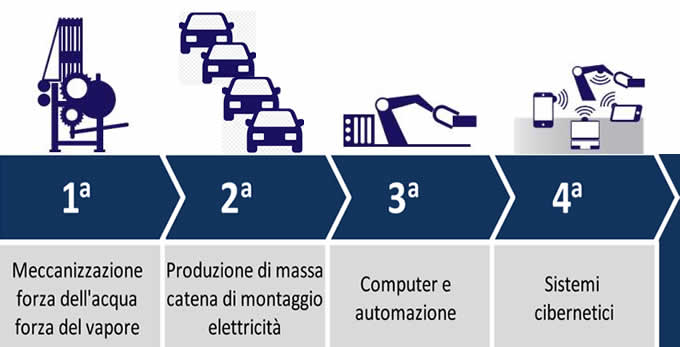 1ª
2ª
3ª
4ª
Meccanizzazione
forza dell'acqua
forza del vapore
Produzione di massa
catena di montaggio
elettricità
Computer e
automazione
Sistemi
cibernetici